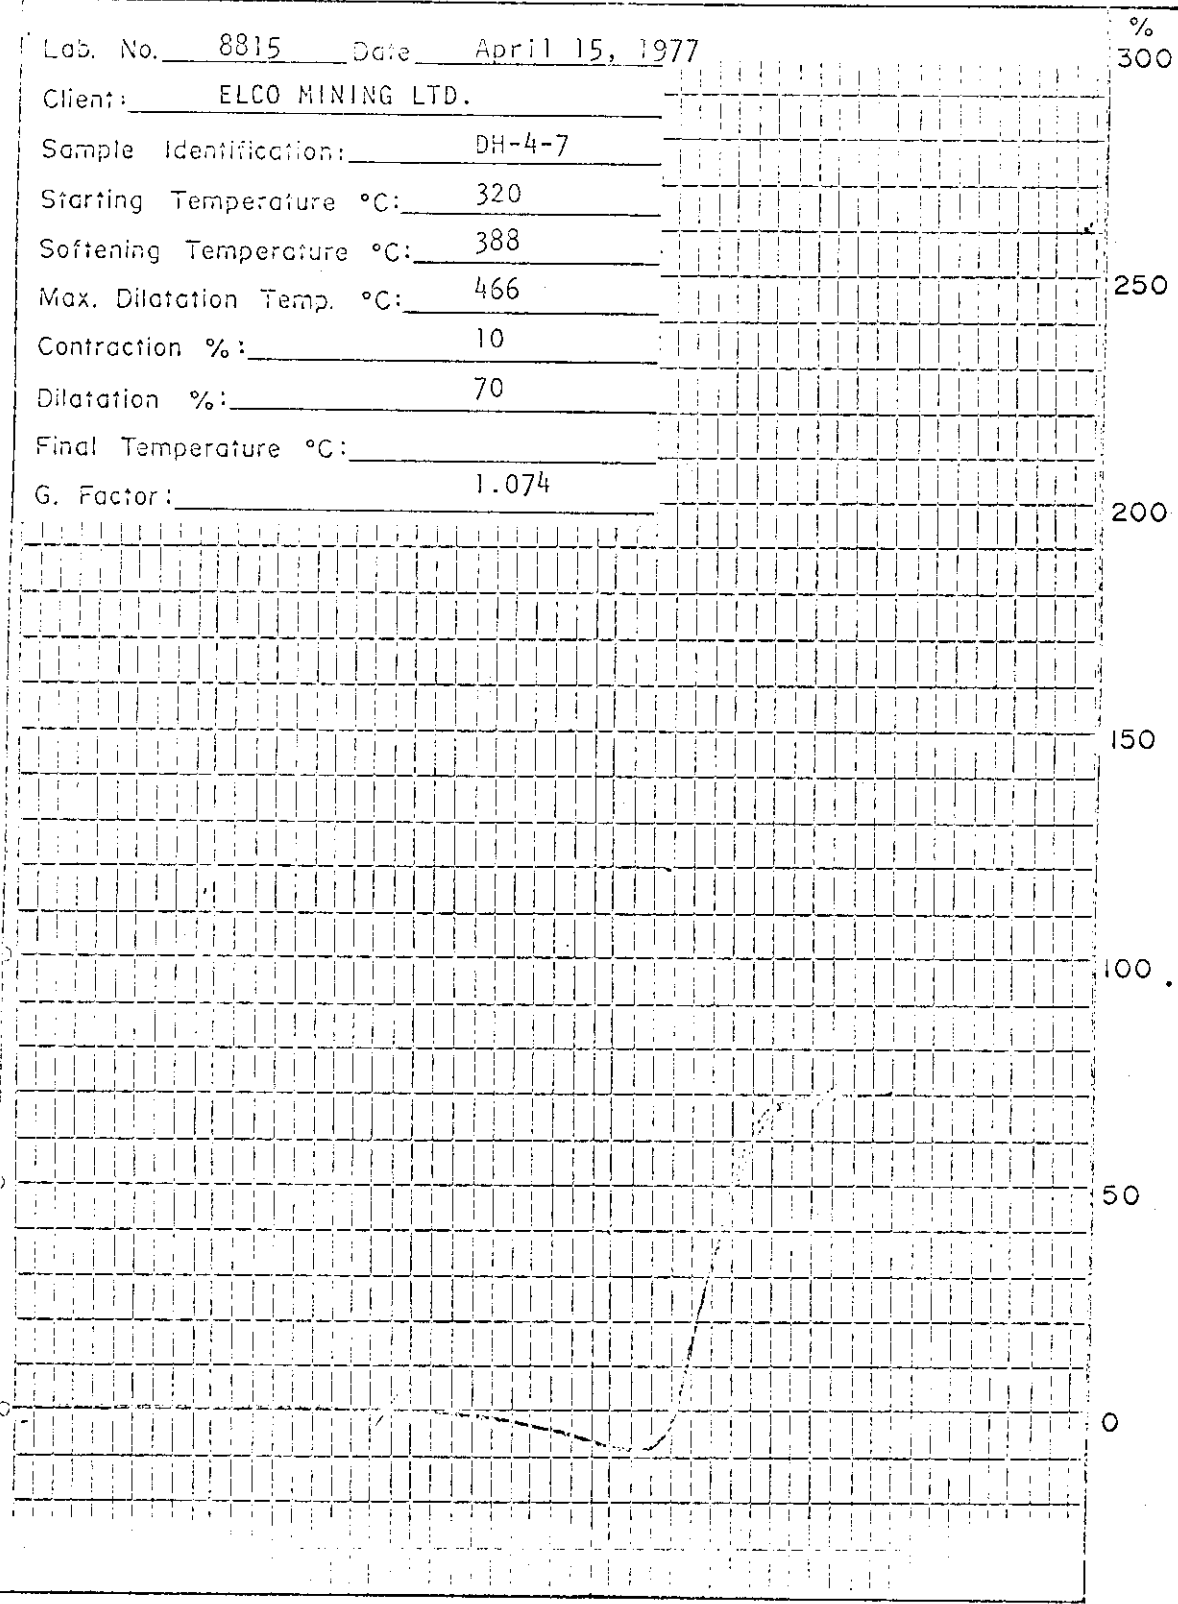 Lab. No. 8815 Date April 15, 1977
Client: ELCO MINING LTD.
Sample Identification: DH-4-7
Starting Temperature °C: 320
Softening Temperature °C: 388
Max. Dilatation Temp. °C: 466
Contraction %: 10
Dilatation %: 70
Final Temperature °C:
G. Factor: 1.074
%
300
250
200
150
100
50
0